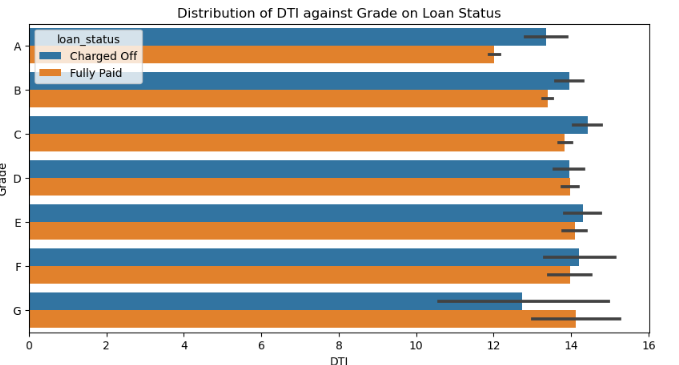 Distribution of DTI against Grade on Loan Status
loan_status
Charged Off
Fully Paid
A
B
C
D
E
F
G
Grade
0
2
4
6
8
10
12
14
16
DTI